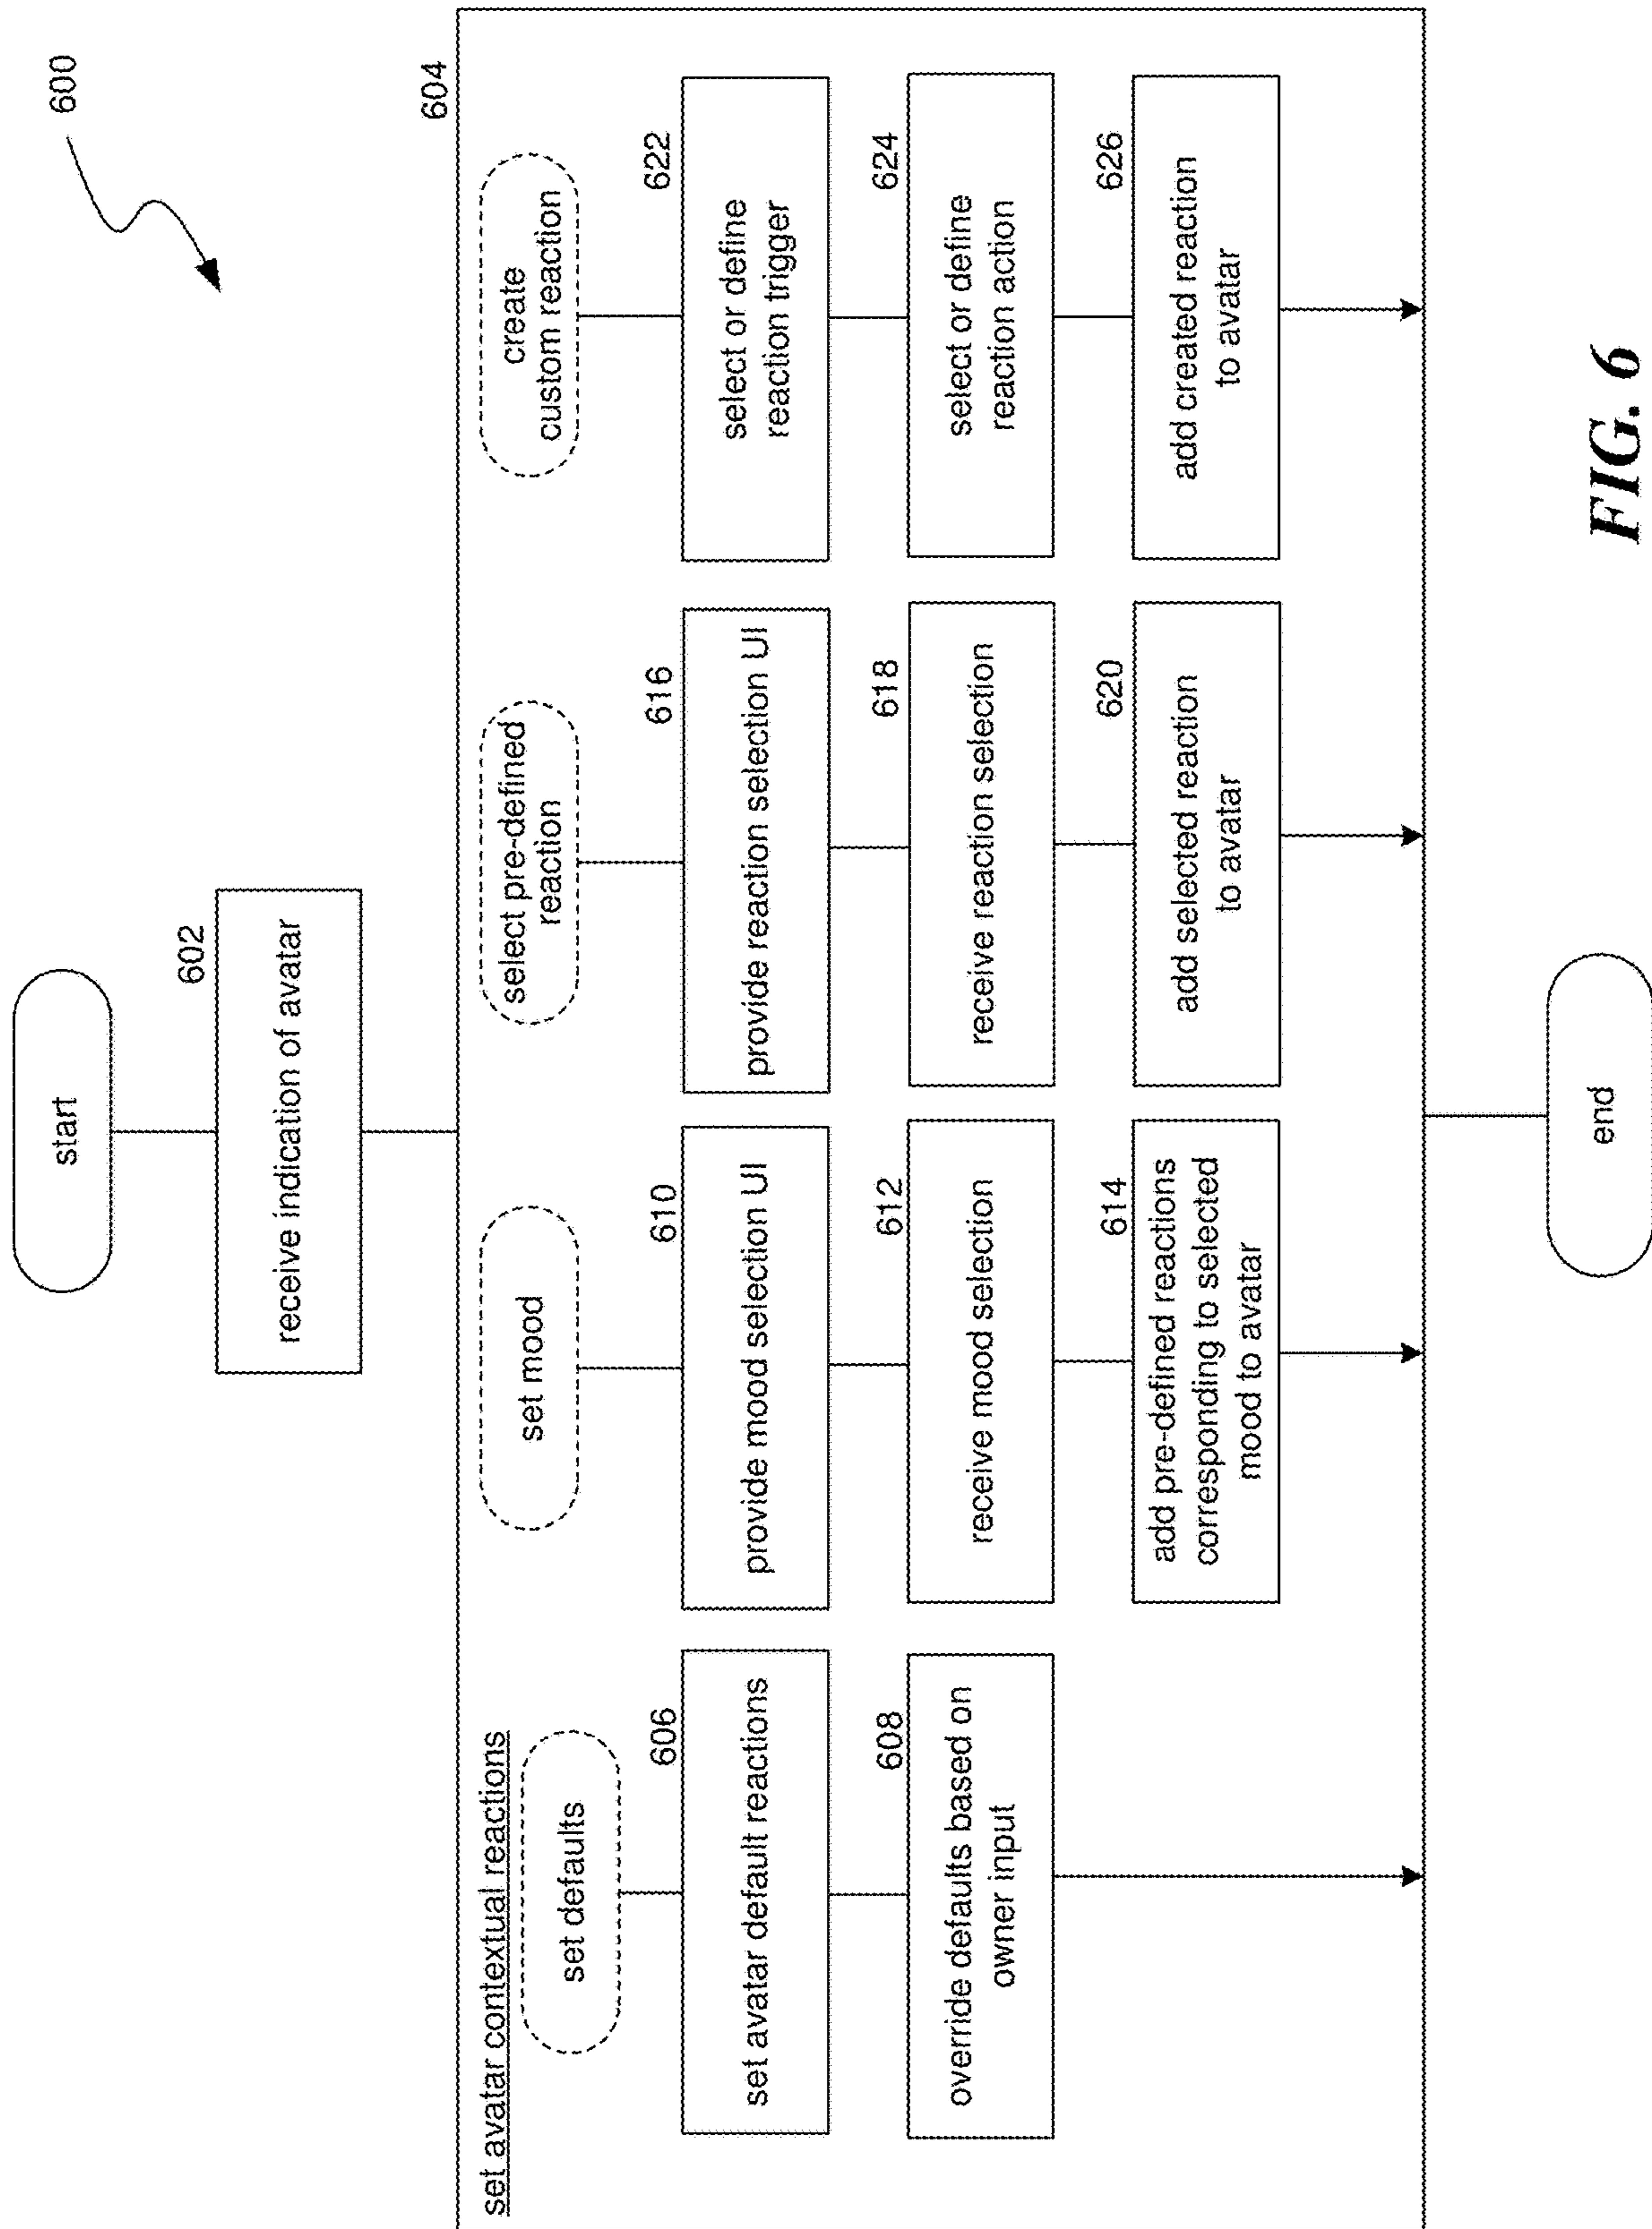 600
start
602
receive indication of avatar
604
set avatar contextual reactions
set defaults
606
set avatar default reactions
608
override defaults based on
owner input
set mood
610
provide mood selection UI
612
receive mood selection
614
add pre-defined reactions
corresponding to selected
mood to avatar
select pre-defined
reaction
616
provide reaction selection UI
618
receive reaction selection
620
add selected reaction
to avatar
create
custom reaction
622
select or define
reaction trigger
624
select or define
reaction action
626
add created reaction
to avatar
end
FIG. 6